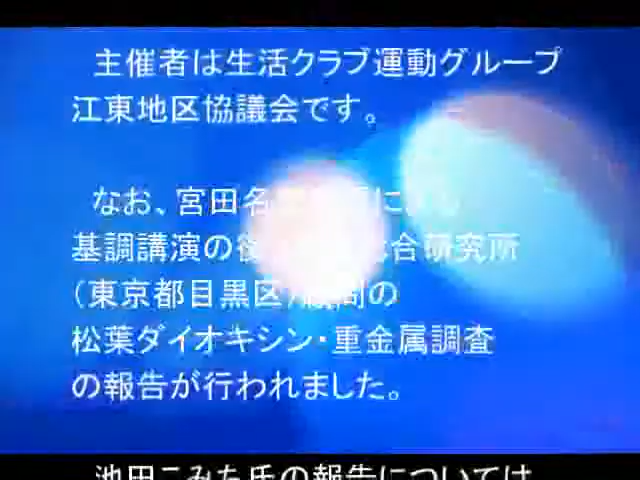 主催者は生活クラブ運動グループ
江東地区協議会です。
なお、宮田名
基調講演の後 合研究所
（東京都目黒区） の
松葉ダイオキシン・重金属調査
の報告が行われました。
池田こみち氏の報告については